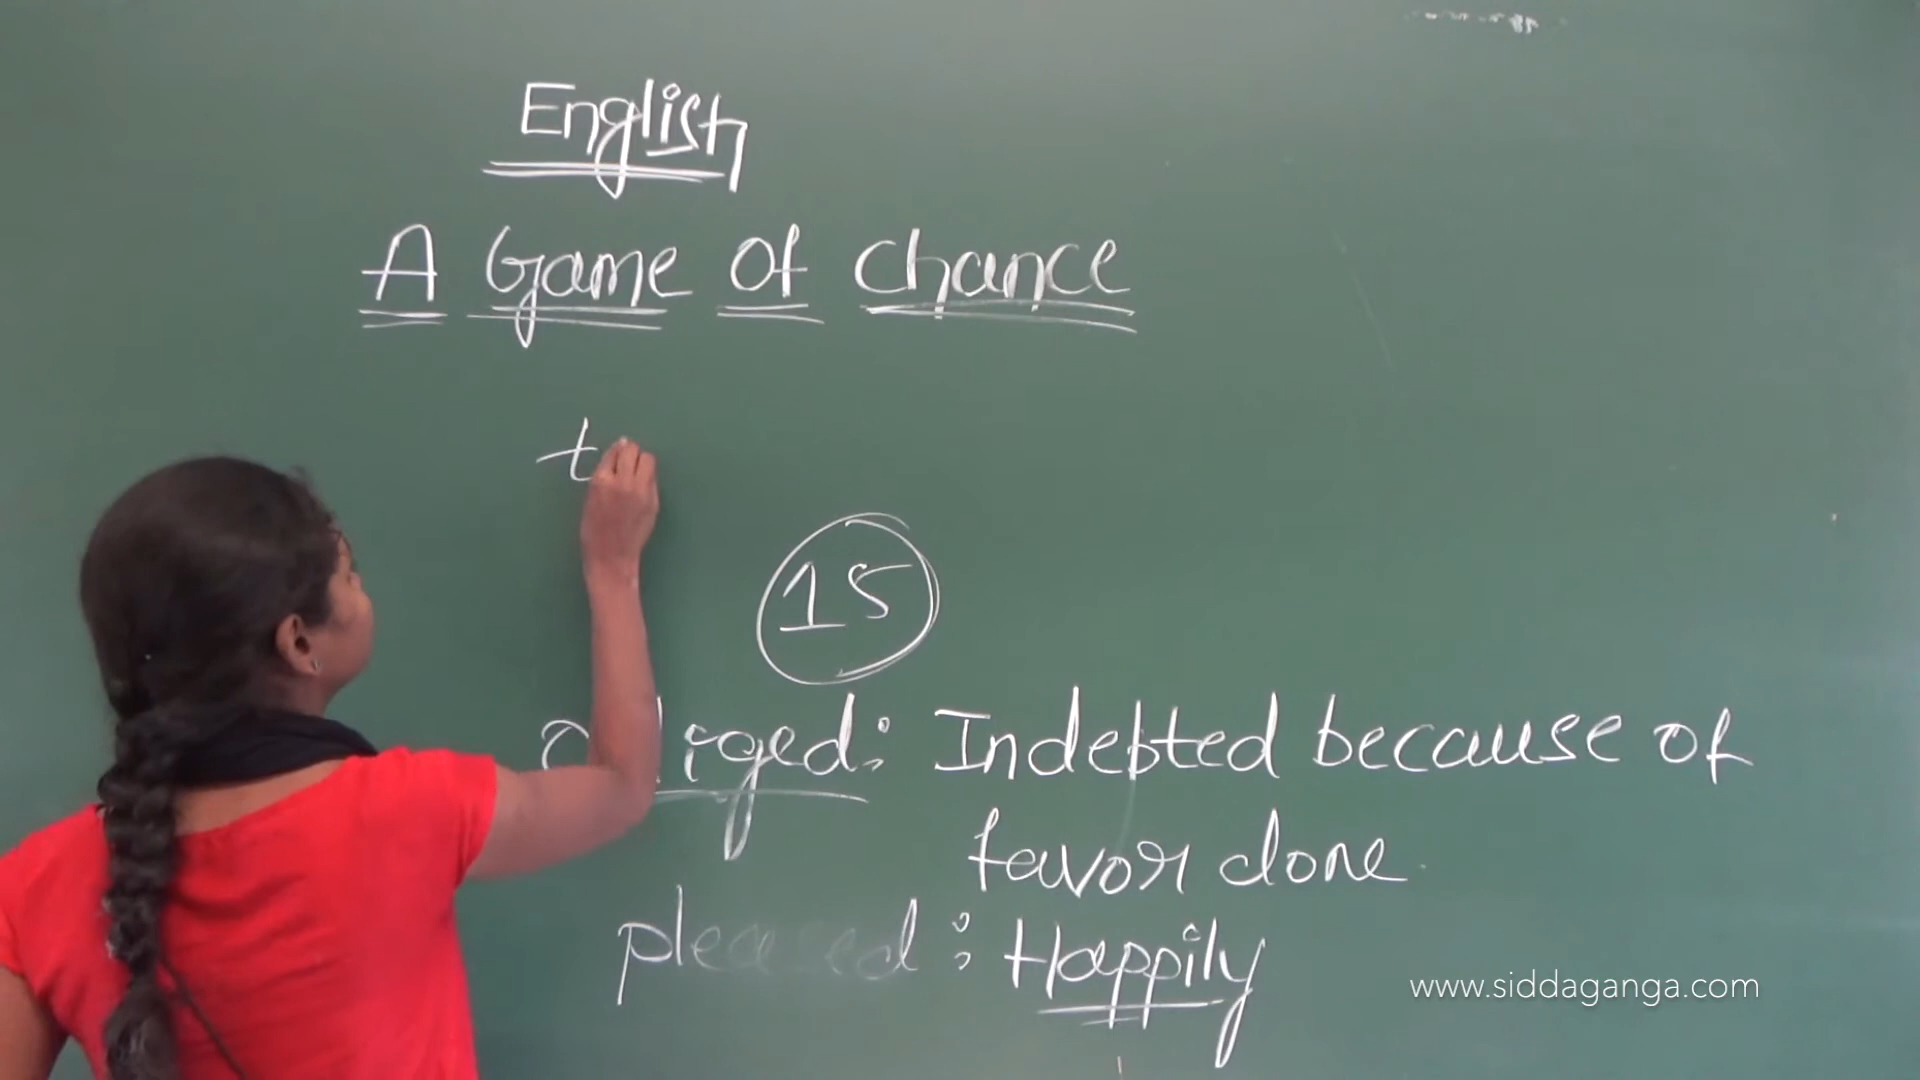 English
A Game of chance
t
15
obliged: Indebted because of
favor done.
pleased: Happily
www.siddaganga.com